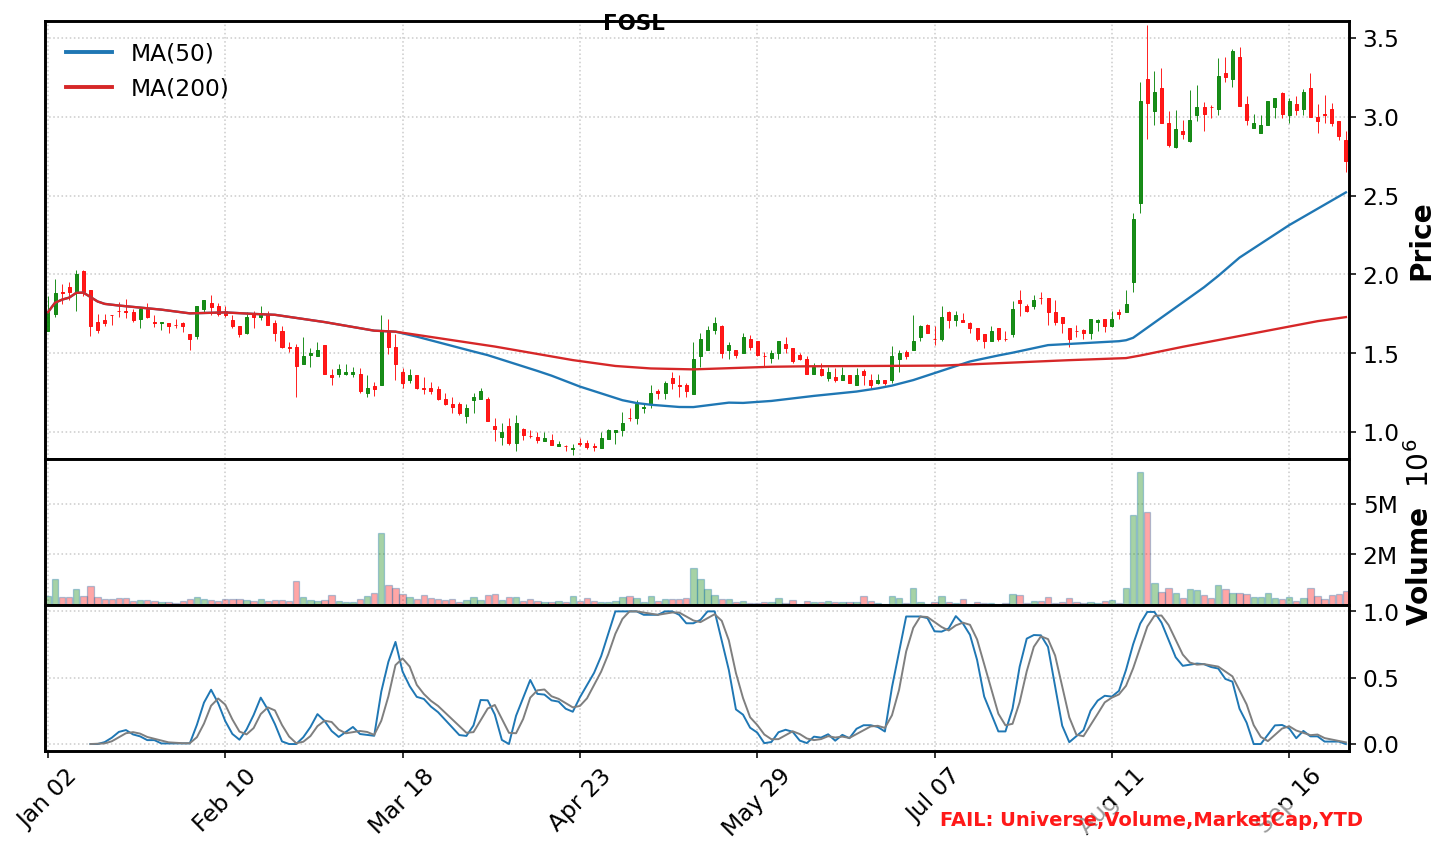 FOSL
MA(50)
MA(200)
3.5
3.0
2.5
2.0
1.5
1.0
Price
10^6
5M
2M
Volume
1.0
0.5
0.0
Jan 02
Feb 10
Mar 18
Apr 23
May 29
Jul 07
Aug 11
Sep 16
FAIL: Universe,Volume,MarketCap,YTD